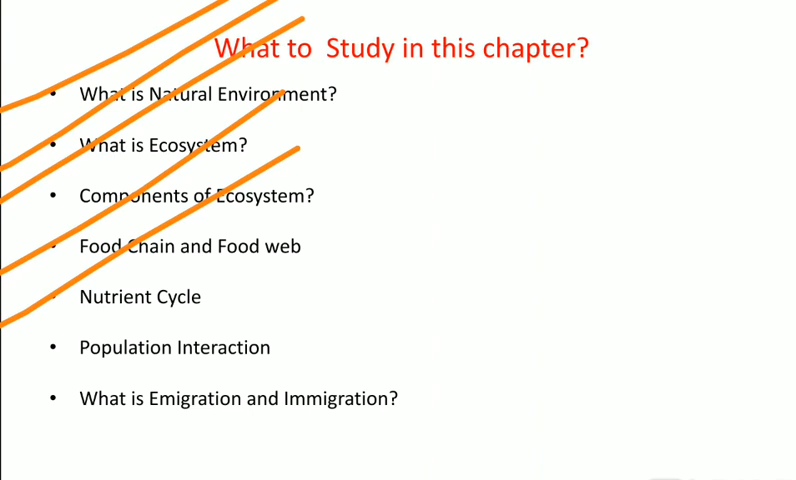 What to Study in this chapter?
• What is Natural Environment?
• What is Ecosystem?
• Components of Ecosystem?
• Food Chain and Food web
• Nutrient Cycle
• Population Interaction
• What is Emigration and Immigration?